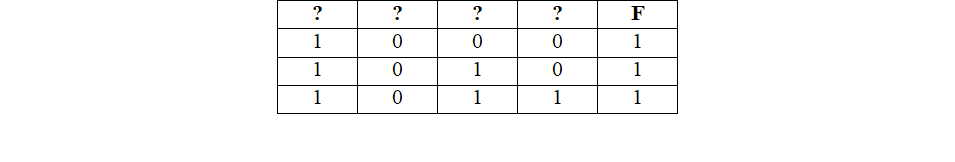 ? ? ? ? F
1 0 0 0 1
1 0 1 0 1
1 0 1 1 1